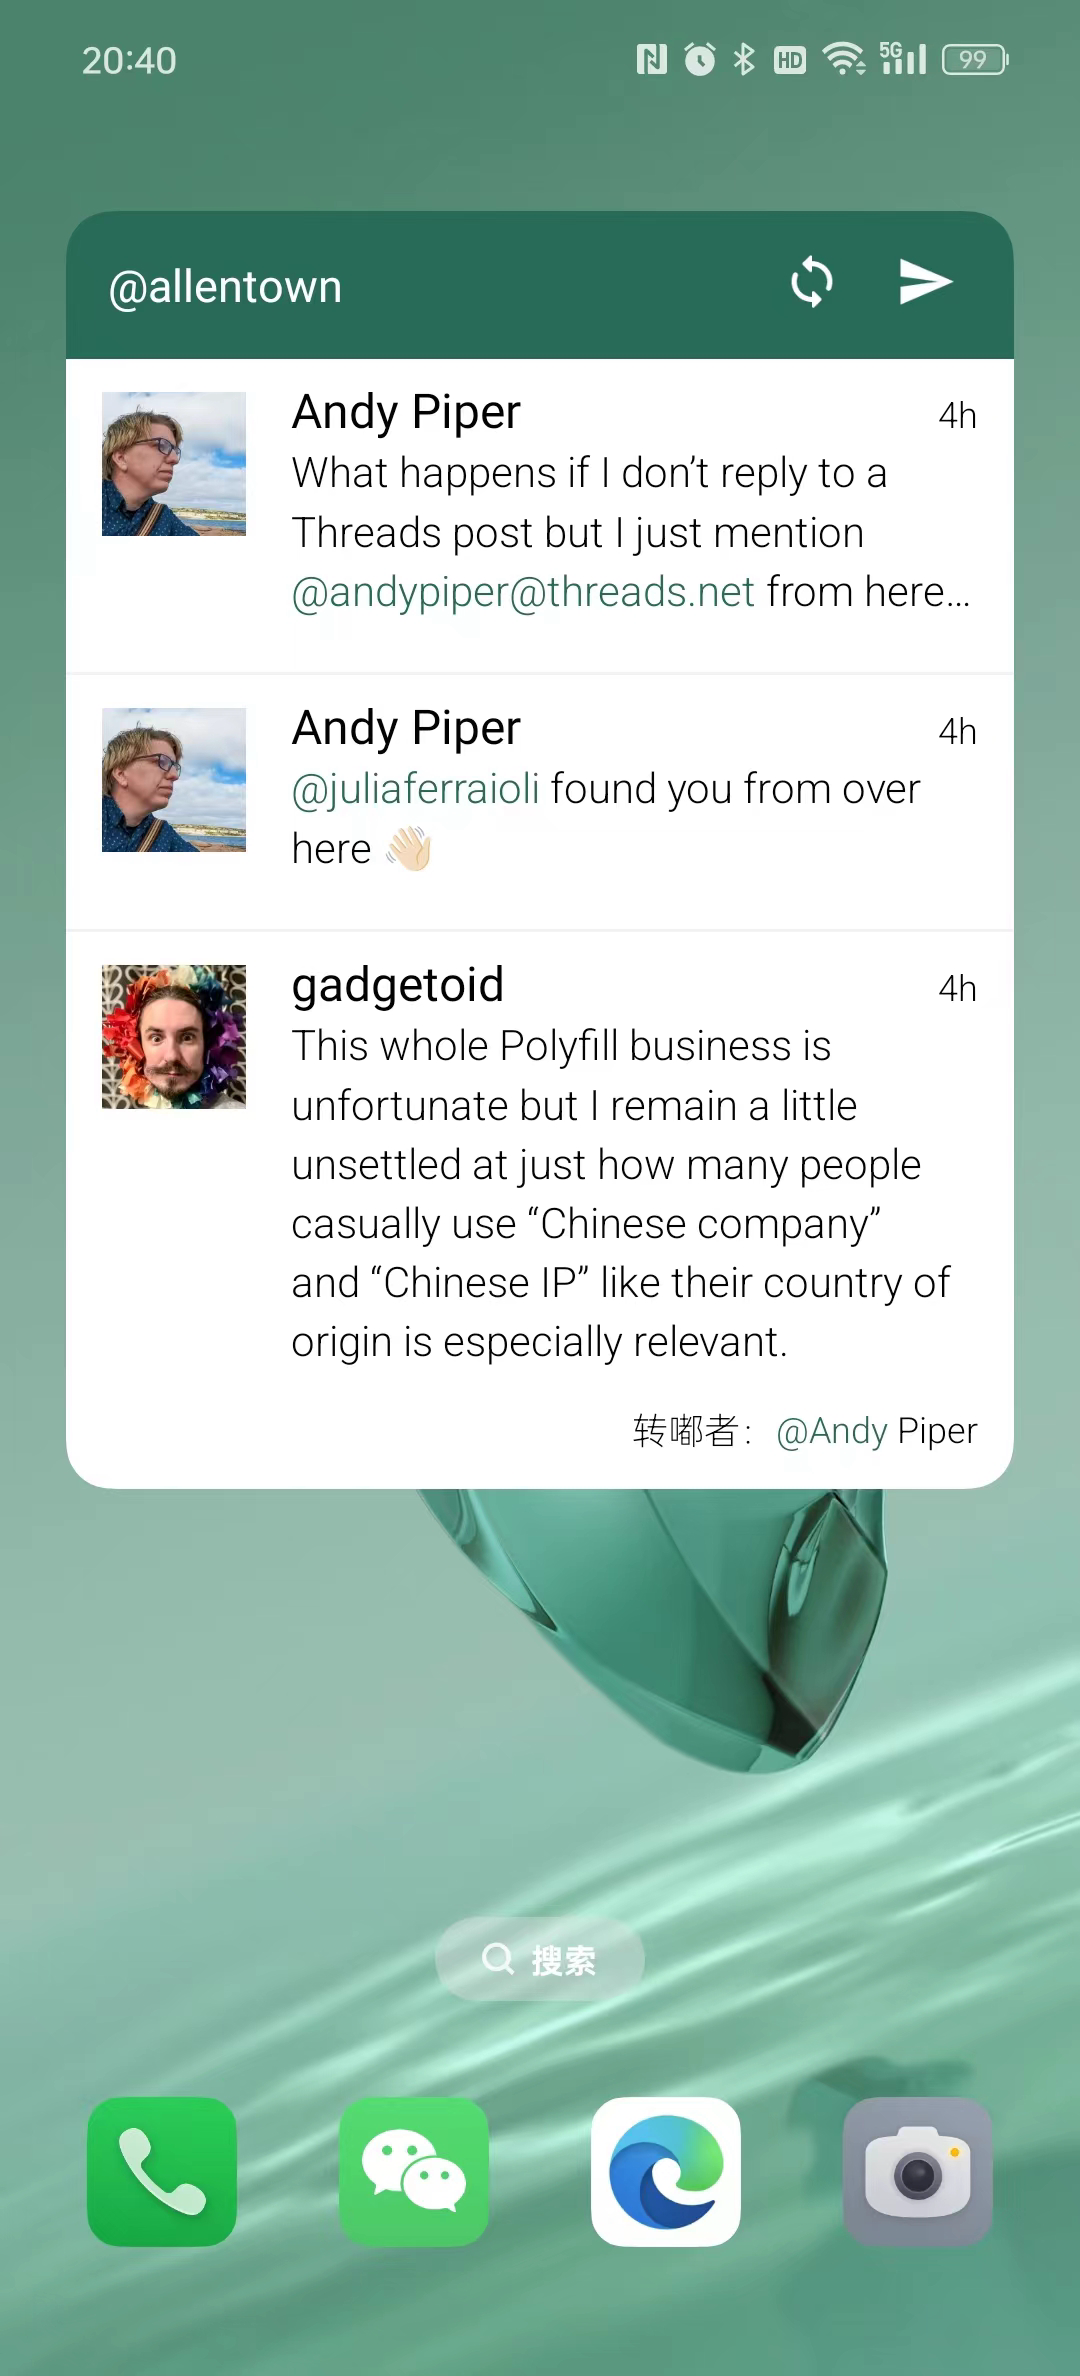 20:40
HD
5G
99
@allentown
Andy Piper
4h
What happens if I don’t reply to a
Threads post but I just mention
@andypiper@threads.net from here…
Andy Piper
4h
@juliaferraioli found you from over
here 👋🏻
gadgetoid
4h
This whole Polyfill business is
unfortunate but I remain a little
unsettled at just how many people
casually use “Chinese company”
and “Chinese IP” like their country of
origin is especially relevant.
转嘟者：@Andy Piper
搜索